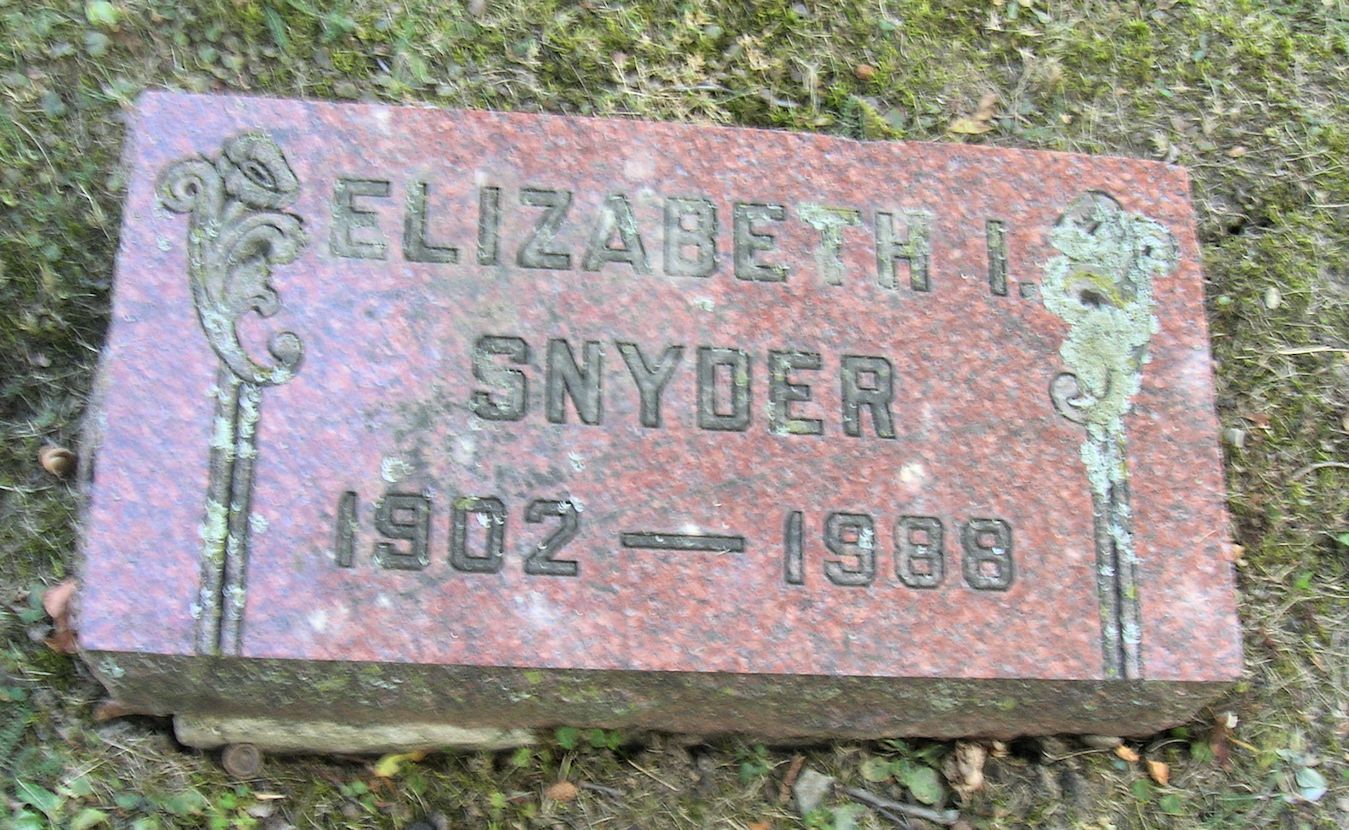 ELIZABETH I.
SNYDER
1902 — 1988